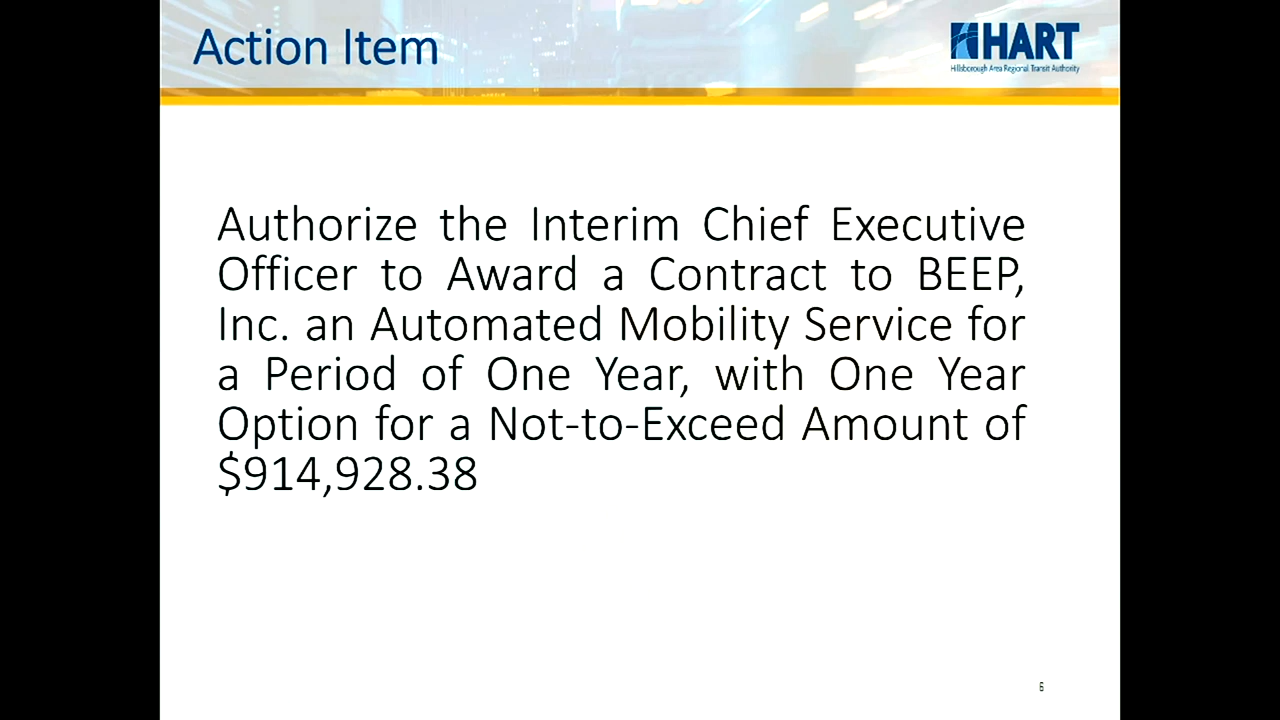 Action Item
HART
Hillsborough Area Regional Transit Authority
Authorize the Interim Chief Executive
Officer to Award a Contract to BEEP,
Inc. an Automated Mobility Service for
a Period of One Year, with One Year
Option for a Not-to-Exceed Amount of
$914,928.38
6